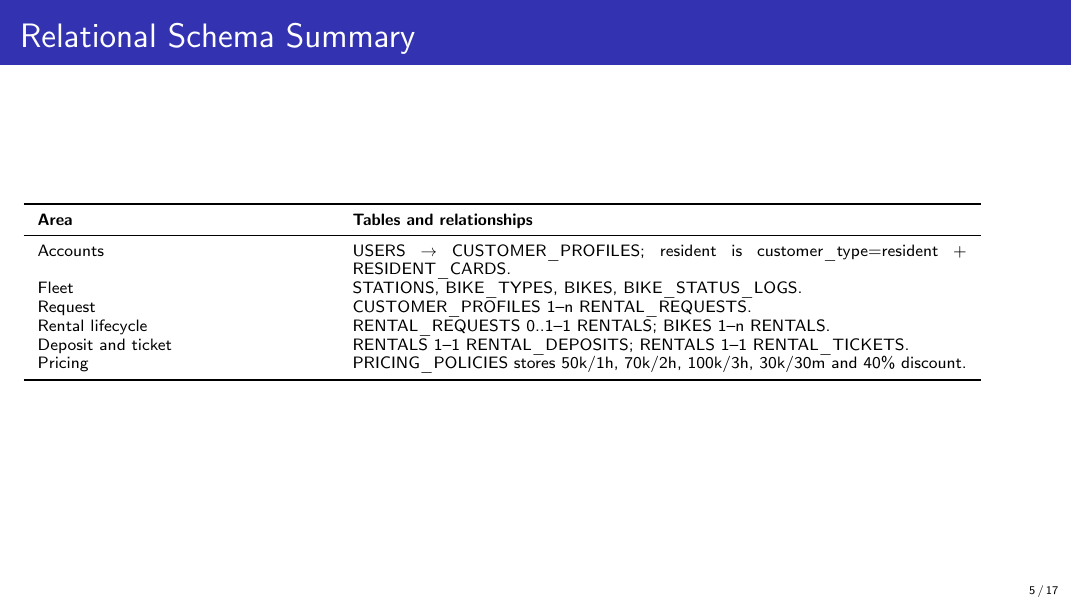 Relational Schema Summary
Area Tables and relationships
Accounts USERS → CUSTOMER_PROFILES; resident is customer_type=resident +
RESIDENT_CARDS.
Fleet STATIONS, BIKE_TYPES, BIKES, BIKE_STATUS_LOGS.
Request CUSTOMER_PROFILES 1–n RENTAL_REQUESTS.
Rental lifecycle RENTAL_REQUESTS 0..1–1 RENTALS; BIKES 1–n RENTALS.
Deposit and ticket RENTALS 1–1 RENTAL_DEPOSITS; RENTALS 1–1 RENTAL_TICKETS.
Pricing PRICING_POLICIES stores 50k/1h, 70k/2h, 100k/3h, 30k/30m and 40% discount.
5 / 17